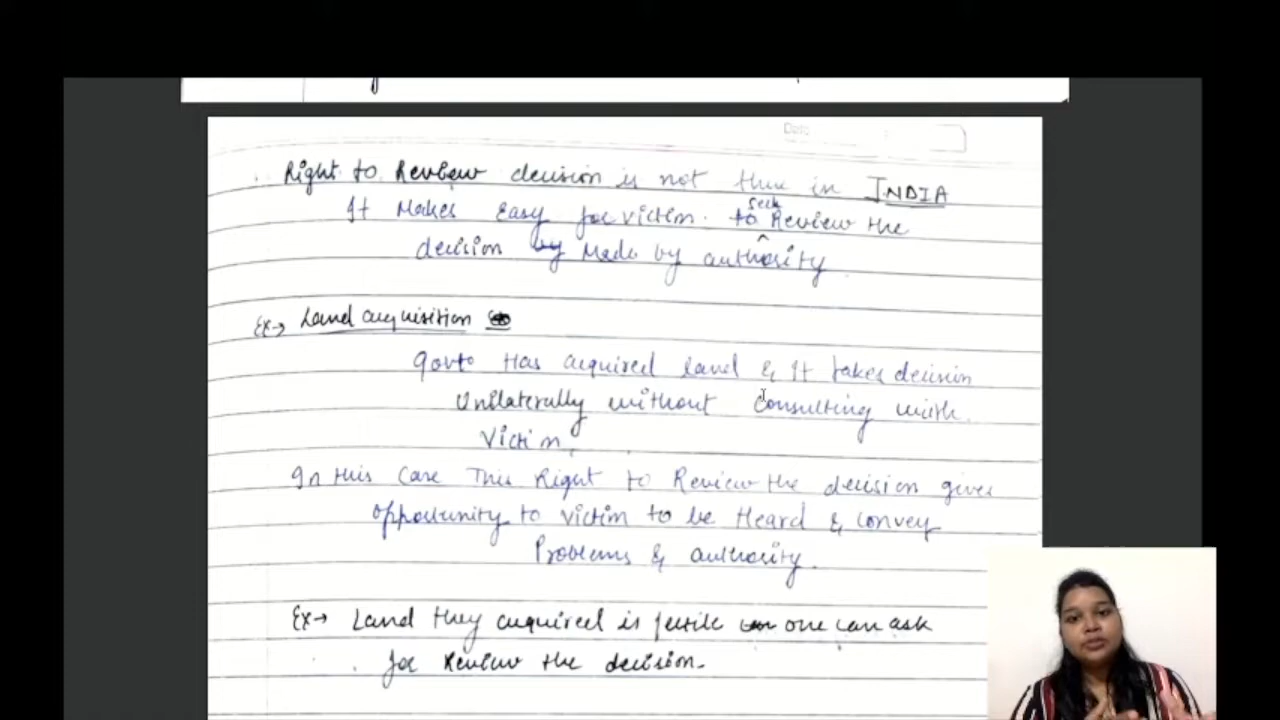 Date
Right to Review decision is not there in INDIA
It Makes Easy for victim to seek Review the
decision by Made by authority
Ex→ Land acquisition
Govt Has acquired land & It takes decision
Unilaterally without consulting with
Victim.
In this Case This Right to Review the decision gives
opportunity to victim to be Heard & convey
Problems & authority.
Ex→ Land they acquired is fertile one can ask
for Review the decision.